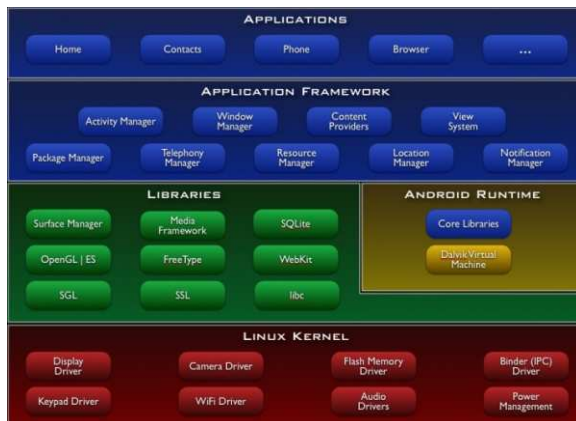 APPLICATIONS
Home
Contacts
Phone
Browser
...
APPLICATION FRAMEWORK
Activity Manager
Window
Manager
Content
Providers
View
System
Package Manager
Telephony
Manager
Resource
Manager
Location
Manager
Notification
Manager
LIBRARIES
Surface Manager
Media
Framework
SQLite
OpenGL | ES
FreeType
WebKit
SGL
SSL
libc
ANDROID RUNTIME
Core Libraries
Dalvik Virtual
Machine
LINUX KERNEL
Display
Driver
Camera Driver
Flash Memory
Driver
Binder (IPC)
Driver
Keypad Driver
WiFi Driver
Audio
Drivers
Power
Management